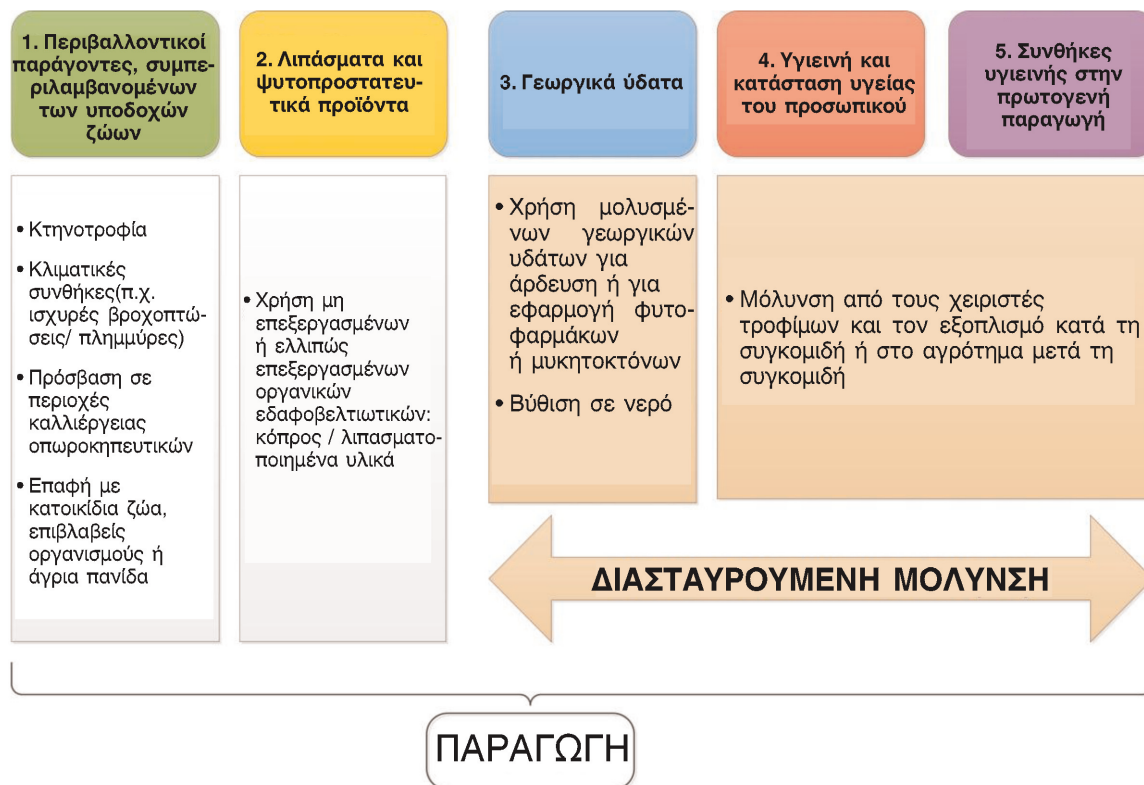 1. Περιβαλλοντικοί
παράγοντες, συμπε-
ριλαμβανομένων
των υποδοχών
ζώων
2. Λιπάσματα και
ψυτοπροστατευ-
τικά προϊόντα
3. Γεωργικά ύδατα
4. Υγιεινή και
κατάσταση υγείας
του προσωπικού
5. Συνθήκες
υγιεινής στην
πρωτογενή
παραγωγή
• Κτηνοτροφία
• Κλιματικές
συνθήκες(π.χ.
ισχυρές βροχοπτώ-
σεις/ πλημμύρες)
• Πρόσβαση σε
περιοχές
καλλιέργειας
οπωροκηπευτικών
• Επαφή με
κατοικίδια ζώα,
επιβλαβείς
οργανισμούς ή
άγρια πανίδα
• Χρήση μη
επεξεργασμένων
ή ελλιπώς
επεξεργασμένων
οργανικών
εδαφοβελτιωτικών:
κόπρος / λιπασματο-
ποιημένα υλικά
• Χρήση μολυσμέ-
νων γεωργικών
υδάτων για
άρδευση ή για
εφαρμογή φυτο-
φαρμάκων
ή μυκητοκτόνων
• Βύθιση σε νερό
• Μόλυνση από τους χειριστές
τροφίμων και τον εξοπλισμό κατά τη
συγκομιδή ή στο αγρότημα μετά τη
συγκομιδή
ΔΙΑΣΤΑΥΡΟΥΜΕΝΗ ΜΟΛΥΝΣΗ
ΠΑΡΑΓΩΓΗ